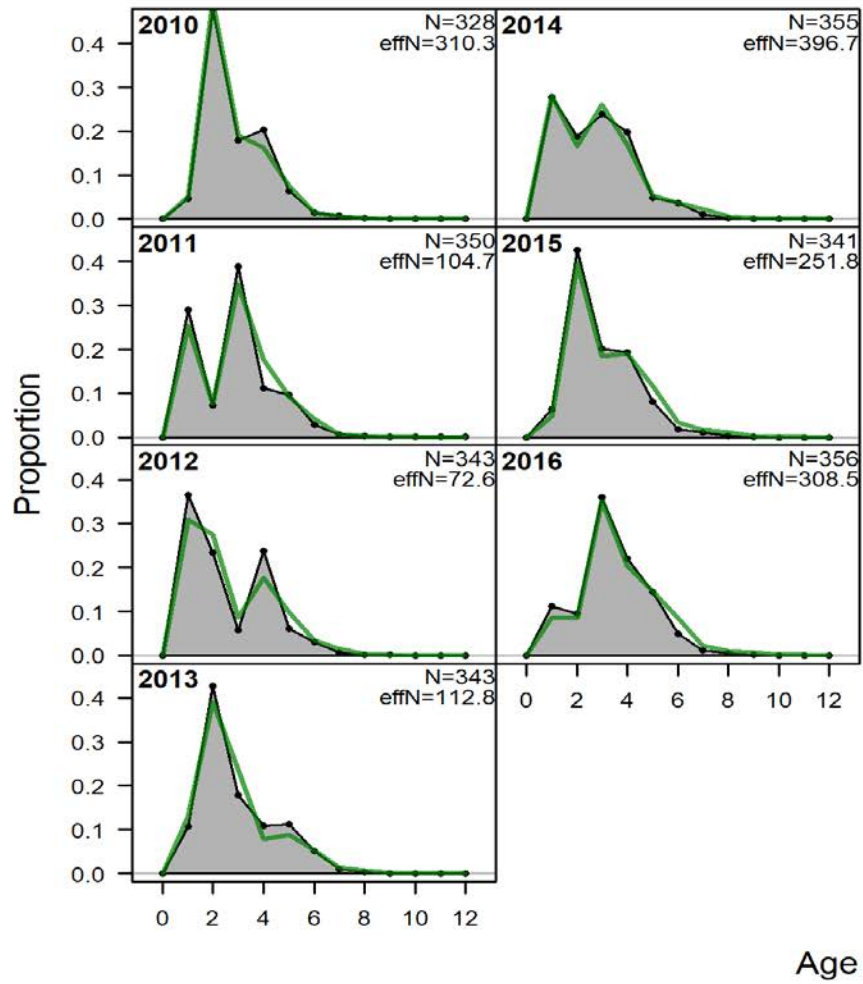 2010
N=328
effN=310.3
2014
N=355
effN=396.7
0.4
0.3
0.2
0.1
0.0
2011
N=350
effN=104.7
2015
N=341
effN=251.8
0.4
0.3
0.2
0.1
0.0
2012
N=343
effN=72.6
2016
N=356
effN=308.5
0.4
0.3
0.2
0.1
0.0
2013
N=343
effN=112.8
0 2 4 6 8 10 12
0.4
0.3
0.2
0.1
0.0
0 2 4 6 8 10 12
Proportion
Age